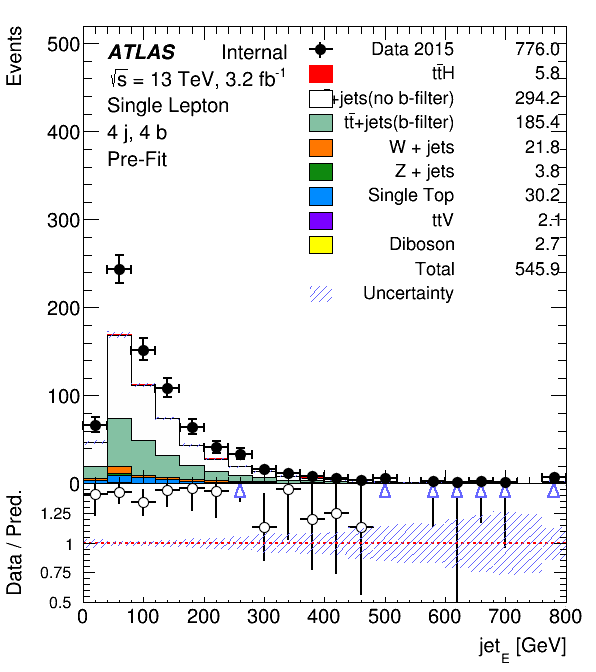 Events
500
400
300
200
100
0
ATLAS Internal
√s = 13 TeV, 3.2 fb⁻¹
Single Lepton
4 j, 4 b
Pre-Fit
Data 2015 776.0
tt̄H 5.8
+jets(no b-filter) 294.2
tt̄+jets(b-filter) 185.4
W + jets 21.8
Z + jets 3.8
Single Top 30.2
ttV 2.1
Diboson 2.7
Total 545.9
Uncertainty
Data / Pred.
1.25
1
0.75
0.5
0 100 200 300 400 500 600 700 800
jet_E [GeV]